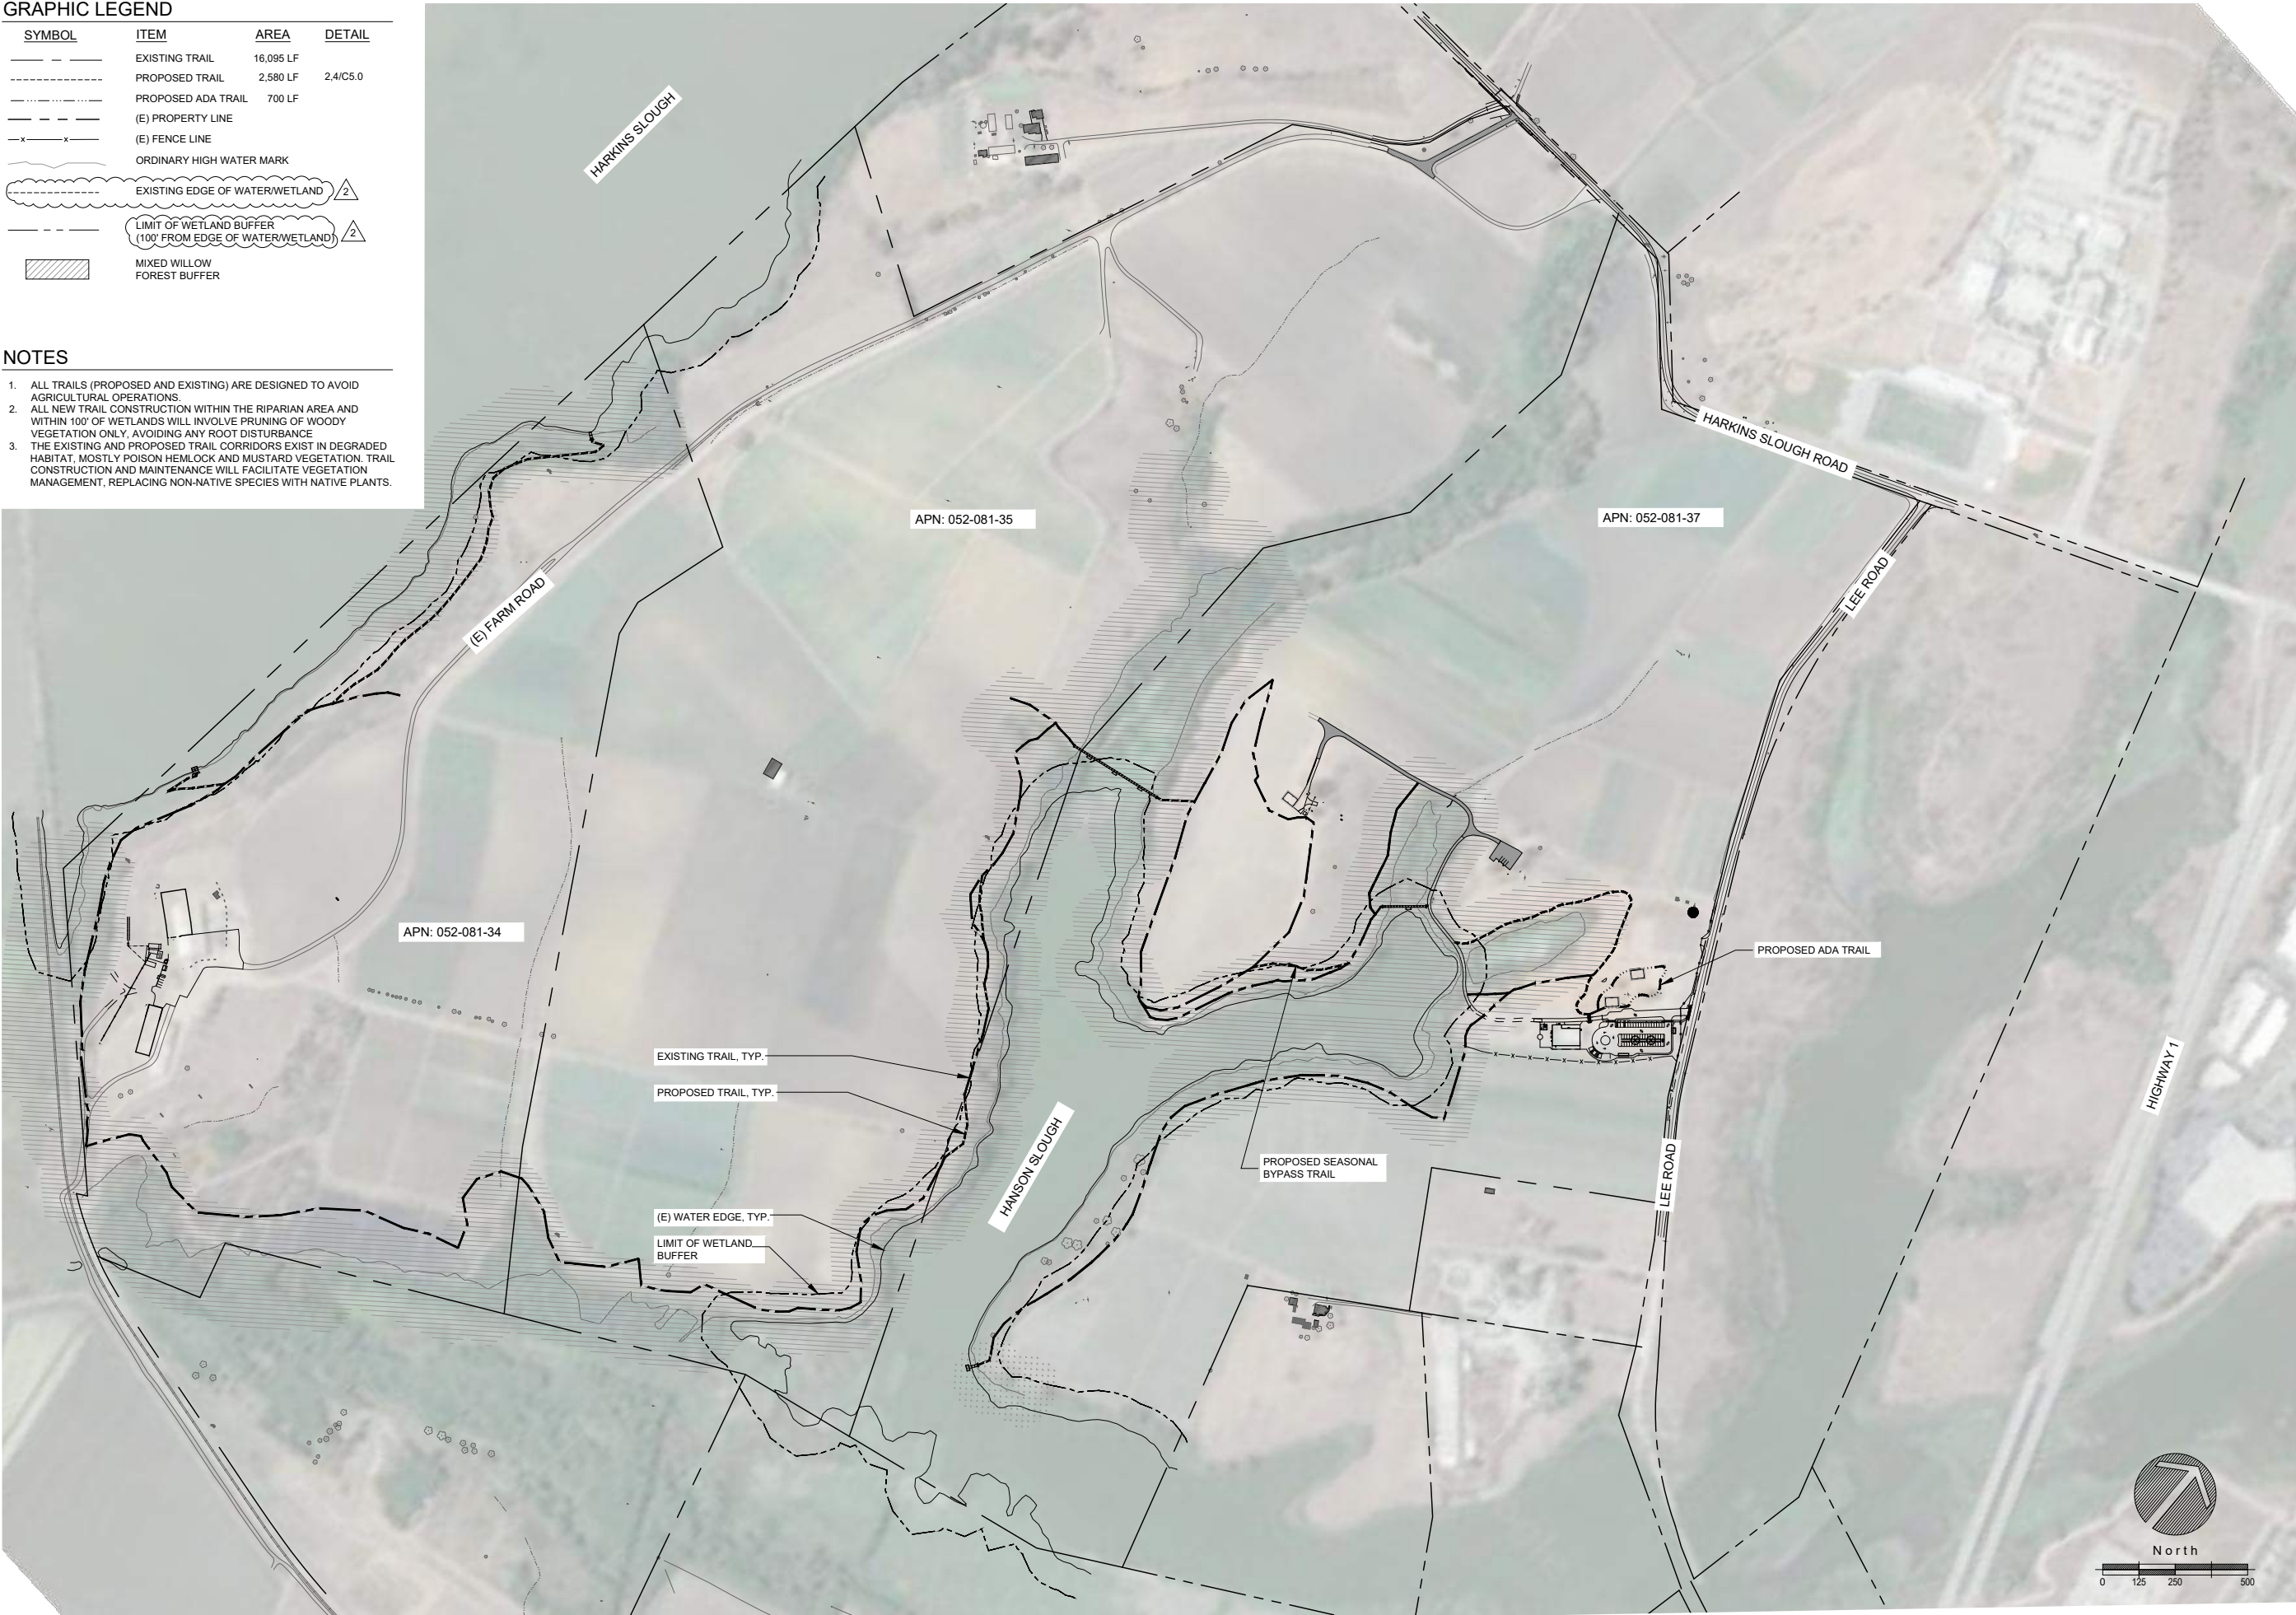 GRAPHIC LEGEND
SYMBOL ITEM AREA DETAIL
EXISTING TRAIL 16,095 LF
PROPOSED TRAIL 2,580 LF 2,4/C5.0
PROPOSED ADA TRAIL 700 LF
(E) PROPERTY LINE
x x (E) FENCE LINE
ORDINARY HIGH WATER MARK
EXISTING EDGE OF WATER/WETLAND 2
LIMIT OF WETLAND BUFFER
(100' FROM EDGE OF WATER/WETLAND) 2
MIXED WILLOW
FOREST BUFFER
NOTES
1. ALL TRAILS (PROPOSED AND EXISTING) ARE DESIGNED TO AVOID
AGRICULTURAL OPERATIONS.
2. ALL NEW TRAIL CONSTRUCTION WITHIN THE RIPARIAN AREA AND
WITHIN 100' OF WETLANDS WILL INVOLVE PRUNING OF WOODY
VEGETATION ONLY, AVOIDING ANY ROOT DISTURBANCE
3. THE EXISTING AND PROPOSED TRAIL CORRIDORS EXIST IN DEGRADED
HABITAT, MOSTLY POISON HEMLOCK AND MUSTARD VEGETATION. TRAIL
CONSTRUCTION AND MAINTENANCE WILL FACILITATE VEGETATION
MANAGEMENT, REPLACING NON-NATIVE SPECIES WITH NATIVE PLANTS.
HARKINS SLOUGH
HARKINS SLOUGH ROAD
APN: 052-081-35
APN: 052-081-37
LEE ROAD
(E) FARM ROAD
APN: 052-081-34
PROPOSED ADA TRAIL
EXISTING TRAIL, TYP.
PROPOSED TRAIL, TYP.
HIGHWAY 1
HANSON SLOUGH
PROPOSED SEASONAL
BYPASS TRAIL
LEE ROAD
(E) WATER EDGE, TYP.
LIMIT OF WETLAND
BUFFER
North
0 125 250 500